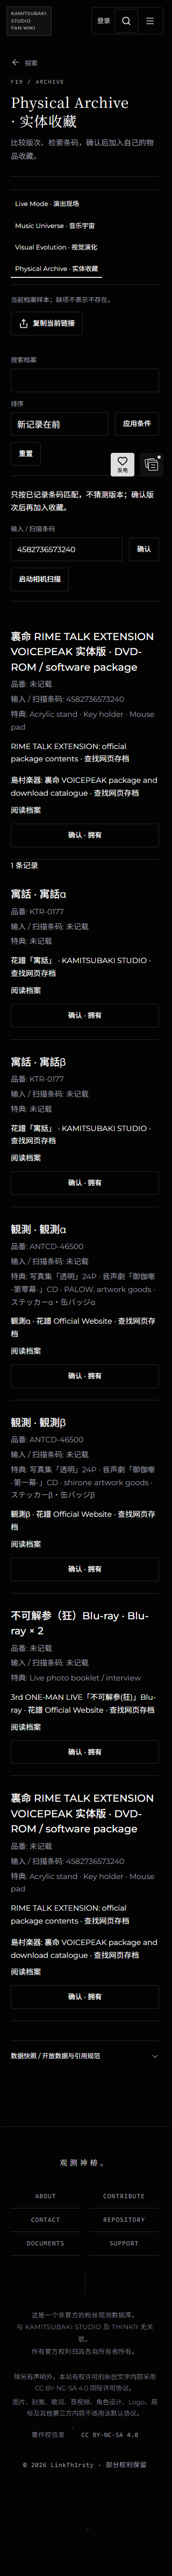 KAMITSUBAKI
STUDIO
FAN WIKI
登录
探索
F19 / ARCHIVE
Physical Archive
· 实体收藏
比较版次、检索条码，确认后加入自己的物
品收藏。
Live Mode · 演出现场
Music Universe · 音乐宇宙
Visual Evolution · 视觉演化
Physical Archive · 实体收藏
当前档案样本；缺项不表示不存在。
复制当前链接
搜索档案
排序
新记录在前
应用条件
重置
发电
只按已记录条码匹配，不猜测版本；确认版
次后再加入收藏。
输入 / 扫描条码
4582736573240
确认
启动相机扫描
裏命 RIME TALK EXTENSION
VOICEPEAK 实体版 · DVD-
ROM / software package
品番: 未记载
输入 / 扫描条码: 4582736573240
特典: Acrylic stand · Key holder · Mouse
pad
RIME TALK EXTENSION: official
package contents · 查找网页存档
島村楽器: 裏命 VOICEPEAK package and
download catalogue · 查找网页存档
阅读档案
确认 · 拥有
1 条记录
寓話 · 寓話α
品番: KTR-0177
输入 / 扫描条码: 未记载
特典: 未记载
花譜「寓話」 · KAMITSUBAKI STUDIO ·
查找网页存档
阅读档案
确认 · 拥有
寓話 · 寓話β
品番: KTR-0177
输入 / 扫描条码: 未记载
特典: 未记载
花譜「寓話」 · KAMITSUBAKI STUDIO ·
查找网页存档
阅读档案
确认 · 拥有
観測 · 観測α
品番: ANTCD-46500
输入 / 扫描条码: 未记载
特典: 写真集「透明」24P · 音声劇「御伽噺
-第零幕-」CD · PALOW. artwork goods ·
ステッカーα・缶バッジα
観測α · 花譜 Official Website · 查找网页存
档
阅读档案
确认 · 拥有
観測 · 観測β
品番: ANTCD-46500
输入 / 扫描条码: 未记载
特典: 写真集「透明」24P · 音声劇「御伽噺
-第一幕-」CD · shirone artwork goods ·
ステッカーβ・缶バッジβ
観測β · 花譜 Official Website · 查找网页存
档
阅读档案
确认 · 拥有
不可解参（狂）Blu-ray · Blu-
ray × 2
品番: 未记载
输入 / 扫描条码: 未记载
特典: Live photo booklet / interview
3rd ONE-MAN LIVE「不可解参(狂)」Blu-
ray · 花譜 Official Website · 查找网页存档
阅读档案
确认 · 拥有
裏命 RIME TALK EXTENSION
VOICEPEAK 实体版 · DVD-
ROM / software package
品番: 未记载
输入 / 扫描条码: 4582736573240
特典: Acrylic stand · Key holder · Mouse
pad
RIME TALK EXTENSION: official
package contents · 查找网页存档
島村楽器: 裏命 VOICEPEAK package and
download catalogue · 查找网页存档
阅读档案
确认 · 拥有
数据快照 / 开放数据与引用规范
观测神椿。
ABOUT
CONTRIBUTE
CONTACT
REPOSITORY
DOCUMENTS
SUPPORT
这是一个非官方的粉丝观测数据库。
与 KAMITSUBAKI STUDIO 及 THINKR 无关
联。
所有官方权利归其各自所有者所有。
除另有声明外，本站有权许可的原创文字内容采用
CC BY-NC-SA 4.0 国际许可协议。
图片、封面、歌词、音视频、角色设计、Logo、商
标及其他第三方内容不适用该默认协议。
署作权信息
CC BY-NC-SA 4.0
© 2026 LinkTh1rsty · 部分权利保留